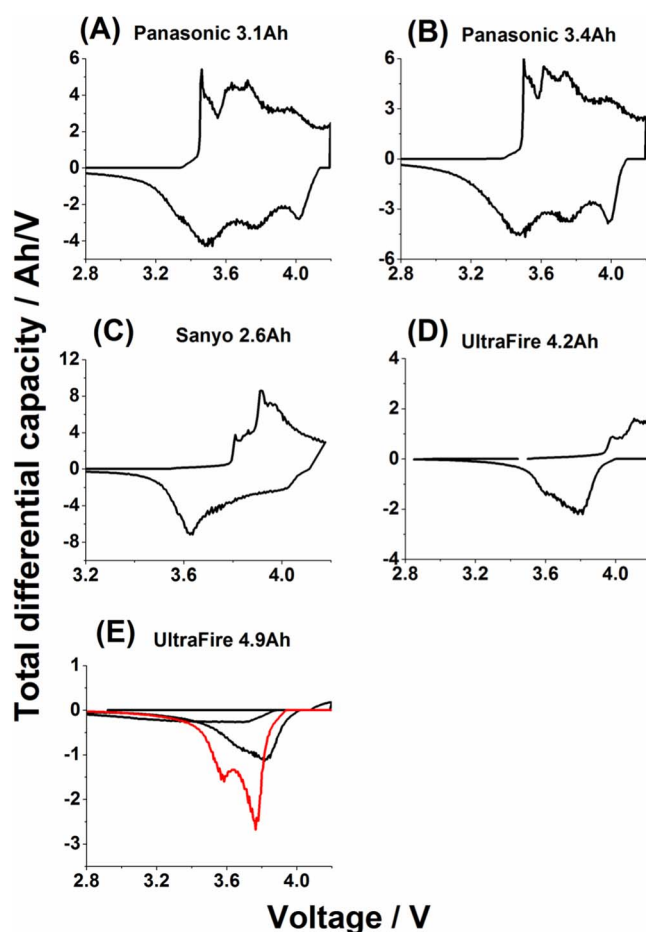 (A) Panasonic 3.1Ah
6
4
2
0
-2
-4
2.8 3.2 3.6 4.0
(B) Panasonic 3.4Ah
6
3
0
-3
-6
2.8 3.2 3.6 4.0
(C) Sanyo 2.6Ah
12
8
4
0
-4
-8
3.2 3.6 4.0
(D) UltraFire 4.2Ah
4
2
0
-2
-4
2.8 3.2 3.6 4.0
(E) UltraFire 4.9Ah
1
0
-1
-2
-3
2.8 3.2 3.6 4.0
Total differential capacity / Ah/V
Voltage / V